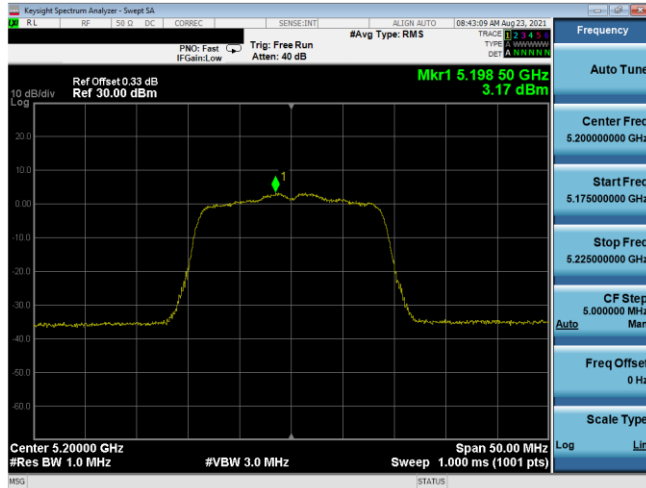 Keysight Spectrum Analyzer - Swept SA
RL RF 50 Ω DC CORREC SENSE:INT ALIGN AUTO 08:43:09 AM Aug 23, 2021
#Avg Type: RMS
TRACE 1 2 3 4 5 6
TYPE A WWWWW
DET A N N N N N
PNO: Fast
IFGain:Low
Trig: Free Run
Atten: 40 dB
Mkr1 5.198 50 GHz
3.17 dBm
Ref Offset 0.33 dB
Ref 30.00 dBm
10 dB/div
Log
20.0
10.0
0.00
-10.0
-20.0
-30.0
-40.0
-50.0
-60.0
1
Center 5.20000 GHz
Span 50.00 MHz
#Res BW 1.0 MHz
#VBW 3.0 MHz
Sweep 1.000 ms (1001 pts)
MSG
STATUS
Frequency
Auto Tune
Center Freq
5.200000000 GHz
Start Freq
5.175000000 GHz
Stop Freq
5.225000000 GHz
CF Step
5.000000 MHz
Auto Man
Freq Offset
0 Hz
Scale Type
Log Lin